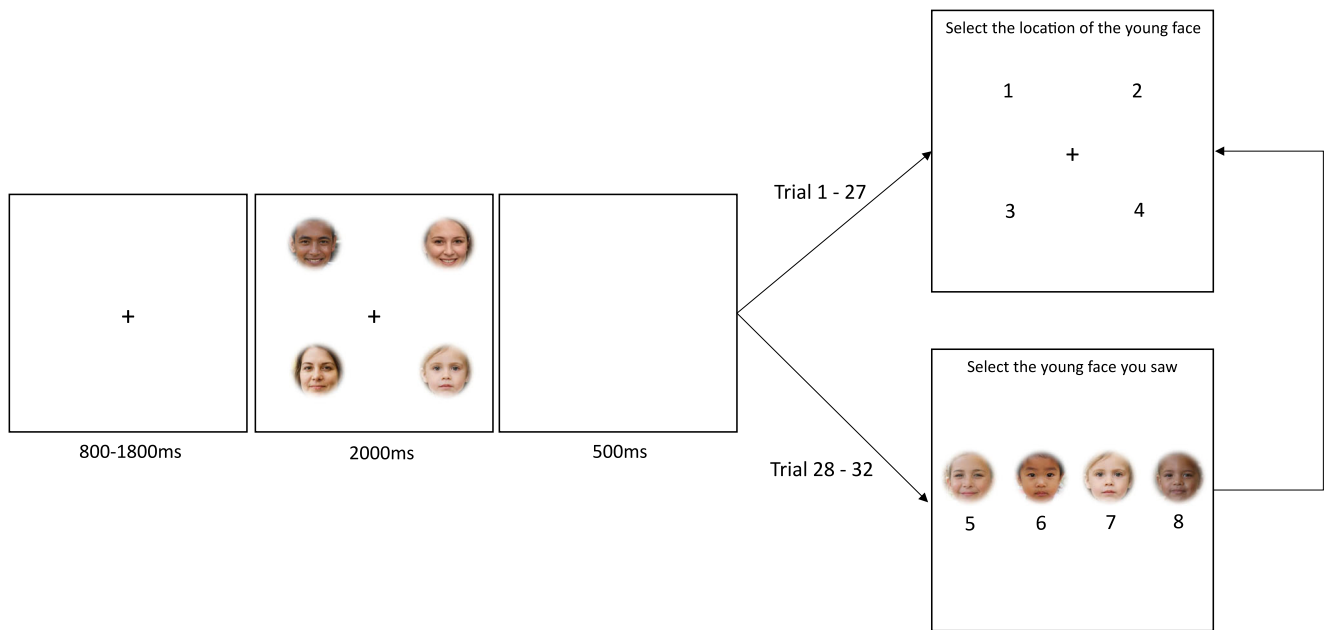 Select the location of the young face
1 2
+
3 4
Trial 1 - 27
+
+
800-1800ms
2000ms
500ms
Trial 28 - 32
Select the young face you saw
5 6 7 8